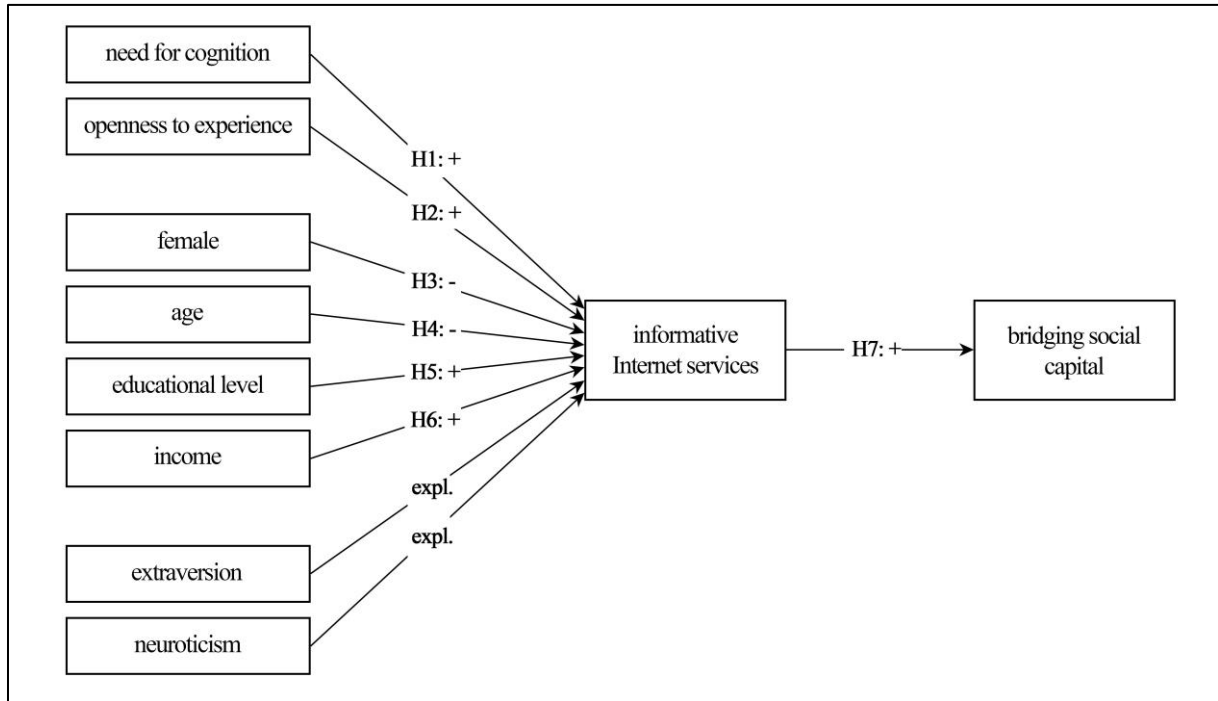 need for cognition
openness to experience
H1: +
H2: +
female
H3: -
age
H4: -
informative
Internet services
H7: +
bridging social
capital
educational level
H5: +
income
H6: +
expl.
extraversion
expl.
neuroticism